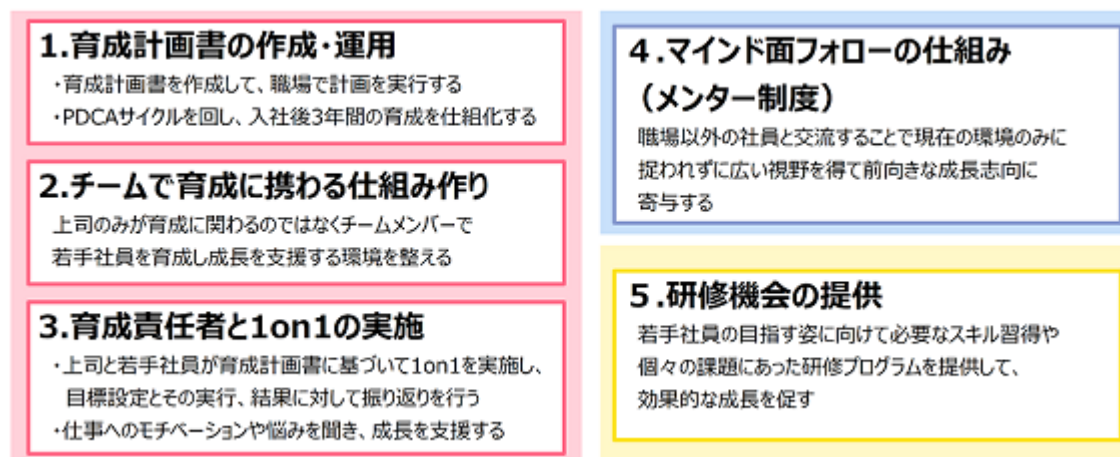 1.育成計画書の作成・運用
・育成計画書を作成して、職場で計画を実行する
・PDCAサイクルを回し、入社後3年間の育成を仕組化する
2.チームで育成に携わる仕組み作り
上司のみが育成に関わるのではなくチームメンバーで
若手社員を育成し成長を支援する環境を整える
3.育成責任者と1on1の実施
・上司と若手社員が育成計画書に基づいて1on1を実施し、
目標設定とその実行、結果に対して振り返りを行う
・仕事へのモチベーションや悩みを聞き、成長を支援する
４.マインド面フォローの仕組み
（メンター制度）
職場以外の社員と交流することで現在の環境のみに
捉われずに広い視野を得て前向きな成長志向に
寄与する
５.研修機会の提供
若手社員の目指す姿に向けて必要なスキル習得や
個々の課題にあった研修プログラムを提供して、
効果的な成長を促す